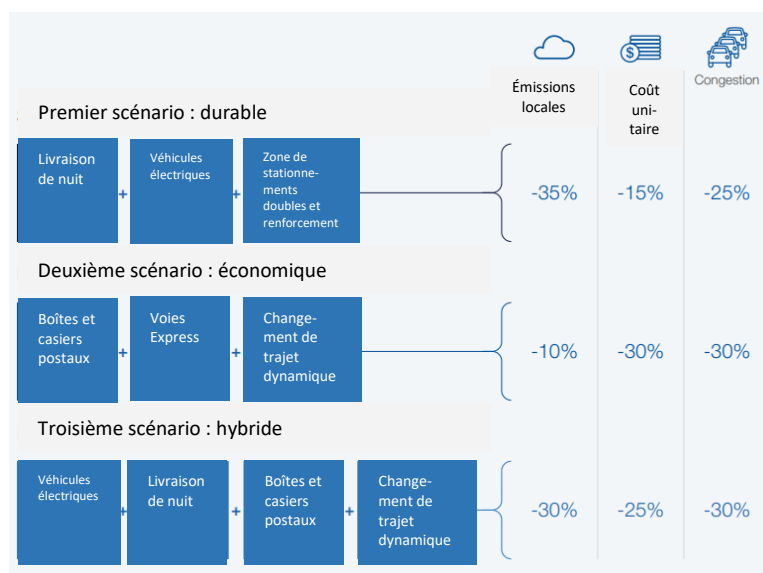 Émissions
locales
Coût
uni-
taire
Congestion
Premier scénario : durable
Livraison
de nuit
+
Véhicules
électriques
+
Zone de
stationne-
ments
doubles et
renforcement
-35%
-15%
-25%
Deuxième scénario : économique
Boîtes et
casiers
postaux
+
Voies
Express
+
Change-
ment de
trajet
dynamique
-10%
-30%
-30%
Troisième scénario : hybride
Véhicules
électriques
+
Livraison
de nuit
+
Boîtes et
casiers
postaux
+
Change-
ment de
trajet
dynamique
-30%
-25%
-30%